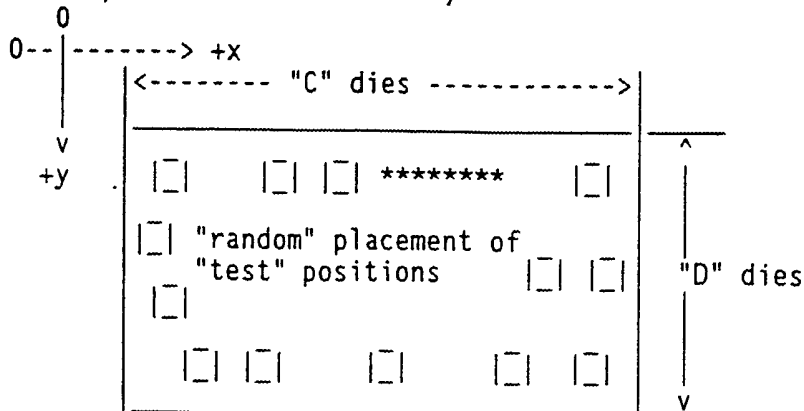 0
0--|-------> +x
|<-------- "C" dies ------------>|
v
+y
********
"random" placement of
"test" positions
"D" dies
v